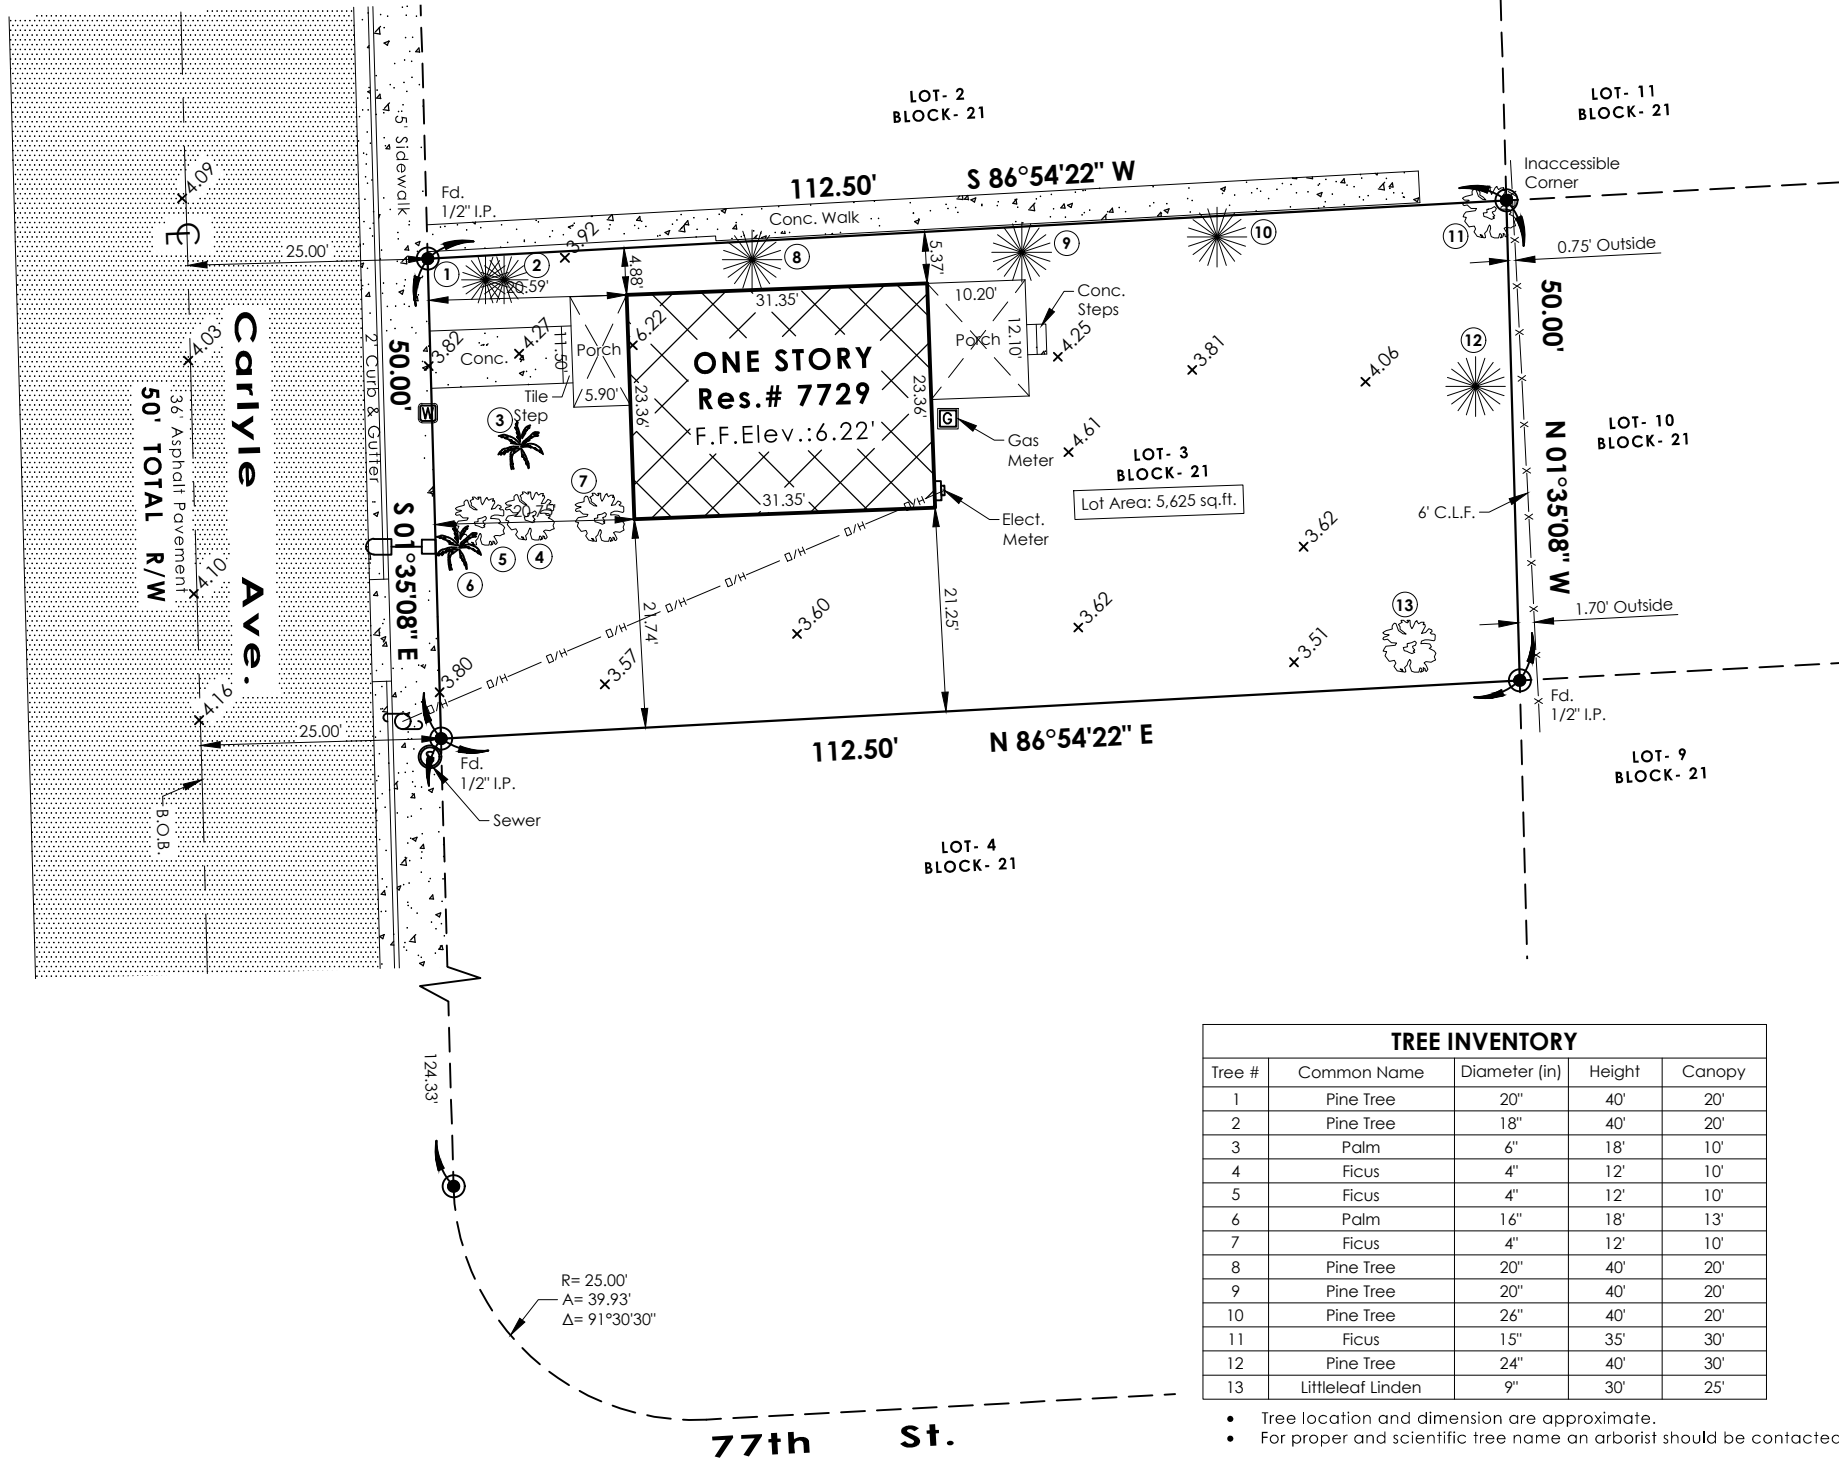 LOT- 2
BLOCK- 21
LOT- 11
BLOCK- 21
5' Sidewalk
4.09
Inaccessible
Corner
112.50' S 86°54'22" W
Fd.
1/2" I.P.
Conc. Walk
3.92
25.00'
1
2
8
9
10
11
0.75' Outside
4.88'
5.37'
20.59'
31.35'
10.20'
Conc.
Steps
50.00'
Carlyle Ave.
4.03
2' Curb & Gutter
50.00'
3.82
4.27
11.50'
Conc.
Porch
6.22
Porch
12.10'
4.25
3.81
4.06
12
ONE STORY
Res.# 7729
F.F.Elev.:6.22'
Tile
Step
5.90'
23.36'
23.36'
36' Asphalt Pavement
50' TOTAL R/W
W
3
G
Gas
Meter
4.61
LOT- 3
BLOCK- 21
Lot Area: 5,625 sq.ft.
LOT- 10
BLOCK- 21
N 01°35'08" W
7
31.35'
20.75'
Elect.
Meter
6' C.L.F.
S 01°35'08" E
5
4
6
4.10
O/H
O/H
O/H
O/H
O/H
O/H
O/H
3.62
21.74'
21.25'
3.60
3.62
13
1.70' Outside
3.51
3.80
3.57
4.16
25.00'
Fd.
1/2" I.P.
112.50' N 86°54'22" E
Fd.
1/2" I.P.
Sewer
B.O.B.
LOT- 9
BLOCK- 21
LOT- 4
BLOCK- 21
124.33'
R= 25.00'
A= 39.93'
Δ= 91°30'30"
77th St.
TREE INVENTORY
Tree # Common Name Diameter (in) Height Canopy
1 Pine Tree 20" 40' 20'
2 Pine Tree 18" 40' 20'
3 Palm 6" 18' 10'
4 Ficus 4" 12' 10'
5 Ficus 4" 12' 10'
6 Palm 16" 18' 13'
7 Ficus 4" 12' 10'
8 Pine Tree 20" 40' 20'
9 Pine Tree 20" 40' 20'
10 Pine Tree 26" 40' 20'
11 Ficus 15" 35' 30'
12 Pine Tree 24" 40' 30'
13 Littleleaf Linden 9" 30' 25'
• Tree location and dimension are approximate.
• For proper and scientific tree name an arborist should be contacted